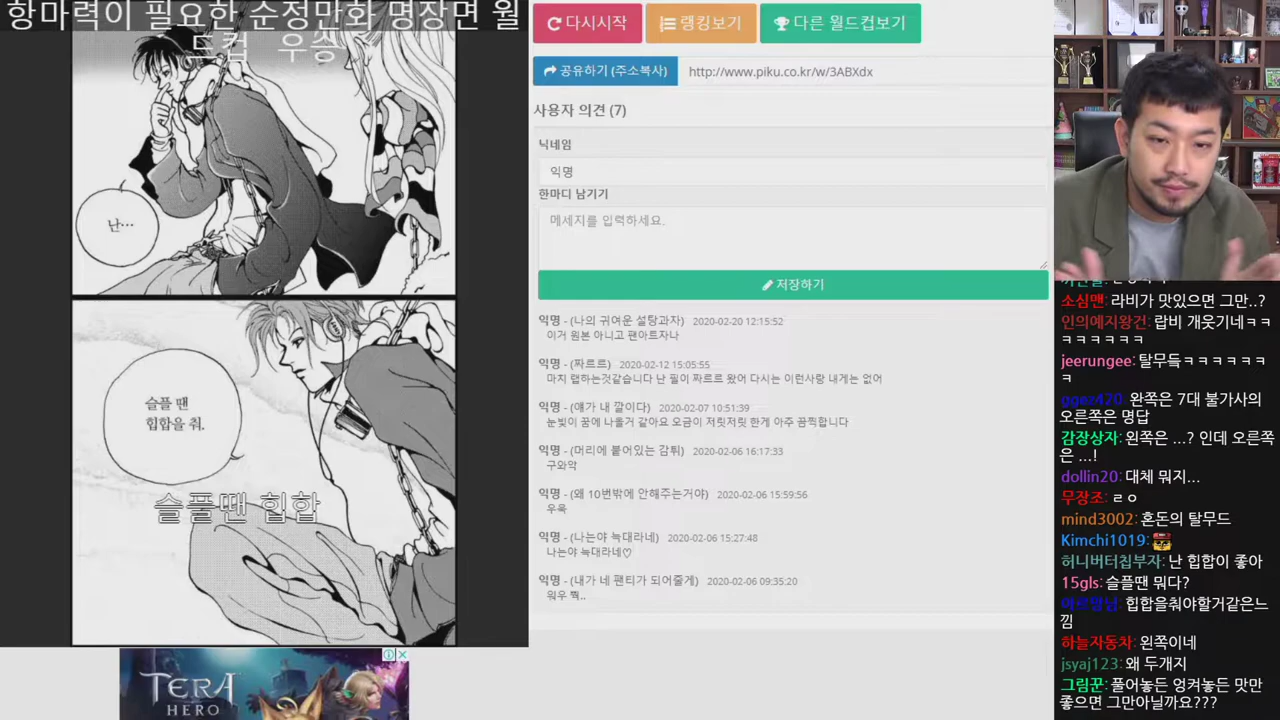 항마력이 필요한 순정만화 명장면 월
드컵 우승
난…
슬플 땐
힙합을 춰.
슬플땐 힙합
TERA
HERO
다시시작
랭킹보기
다른 월드컵보기
공유하기 (주소복사)
http://www.piku.co.kr/w/3ABXdx
사용자 의견 (7)
닉네임
익명
한마디 남기기
메세지를 입력하세요.
저장하기
익명 - (나의 귀여운 설탕과자) 2020-02-20 12:15:52
이거 원본 아니고 팬아트자나
익명 - (짜르르) 2020-02-12 15:05:55
마치 랩하는것같습니다 난 필이 짜르르 왔어 다시는 이런사랑 내게는 없어
익명 - (얘가 내 깔이다) 2020-02-07 10:51:39
눈빛이 꿈에 나올거 같아요 오금이 저릿저릿 한게 아주 끔찍합니다
익명 - (머리에 붙어있는 감튀) 2020-02-06 16:17:33
구와악
익명 - (왜 10번밖에 안해주는거야) 2020-02-06 15:59:56
우욱
익명 - (나는야 늑대라네) 2020-02-06 15:27:48
나는야 늑대라네♡
익명 - (내가 네 팬티가 되어줄게) 2020-02-06 09:35:20
워우 쨕..
소심맨: 라비가 맛있으면 그만..?
인의예지왕건: 랍비 개웃기네ㅋㅋ
ㅋㅋㅋㅋㅋㅋ
jeerungee: 탈무득ㅋㅋㅋㅋㅋㅋ
ㅋ
ggez420: 왼쪽은 7대 불가사의
오른쪽은 명답
감장상자: 왼쪽은 ...? 인데 오른쪽
은 ...!
dollin20: 대체 뭐지...
무장조: ㄹㅇ
mind3002: 혼돈의 탈무드
Kimchi1019:
허니버터칩부자: 난 힙합이 좋아
15gls: 슬플땐 뭐다?
힙합을춰야할거같은느
낌
하늘자동차: 왼쪽이네
jsyaj123: 왜 두개지
그림꾼: 풀어놓든 엉켜놓든 맛만
좋으면 그만아닐까요???